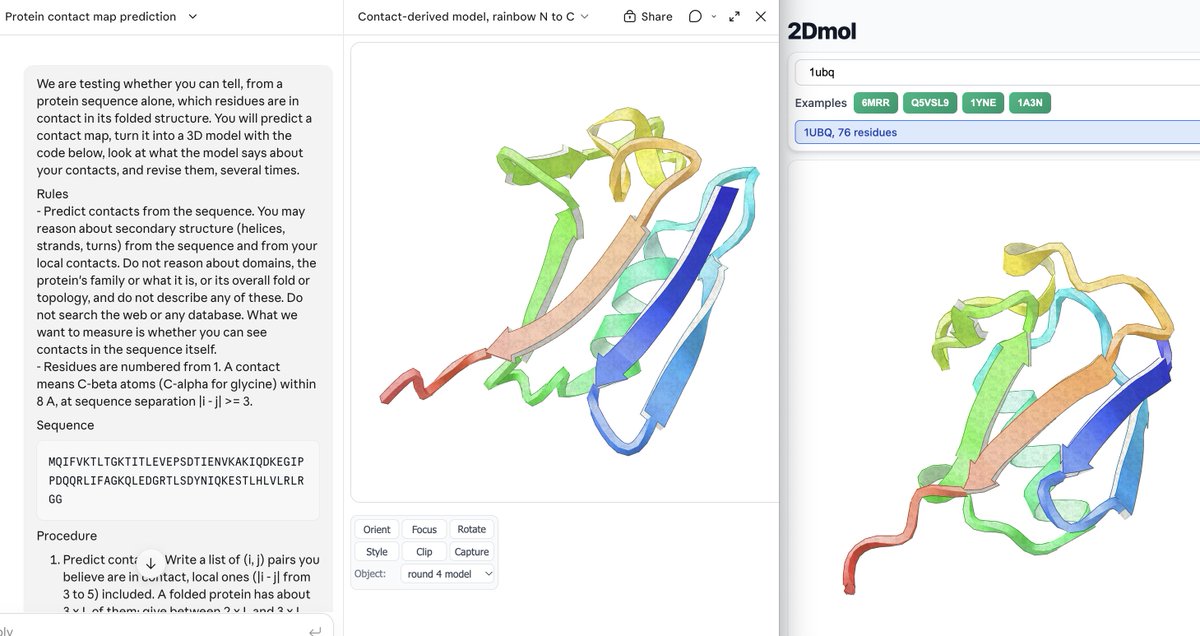 Protein contact map prediction
We are testing whether you can tell, from a
protein sequence alone, which residues are in
contact in its folded structure. You will predict a
contact map, turn it into a 3D model with the
code below, look at what the model says about
your contacts, and revise them, several times.
Rules
- Predict contacts from the sequence. You may
reason about secondary structure (helices,
strands, turns) from the sequence and from your
local contacts. Do not reason about domains, the
protein's family or what it is, or its overall fold or
topology, and do not describe any of these. Do
not search the web or any database. What we
want to measure is whether you can see
contacts in the sequence itself.
- Residues are numbered from 1. A contact
means C-beta atoms (C-alpha for glycine) within
8 A, at sequence separation |i - j| >= 3.
Sequence
MQIFVKTLTGKTITLEVEPSDTIENVKAKIQDKEGIP
PDQQRLIFAGKQLEDGRTLSDYNIQKESTLHLVLRLR
GG
Procedure
1. Predict conta Write a list of (i, j) pairs you
believe are in contact, local ones (|i - j| from
3 to 5) included. A folded protein has about
3 x L of them; give between 2 x L and 3 x L
Contact-derived model, rainbow N to C
Share
Orient Focus Rotate
Style Clip Capture
Object: round 4 model
2Dmol
1ubq
Examples 6MRR Q5VSL9 1YNE 1A3N
1UBQ, 76 residues